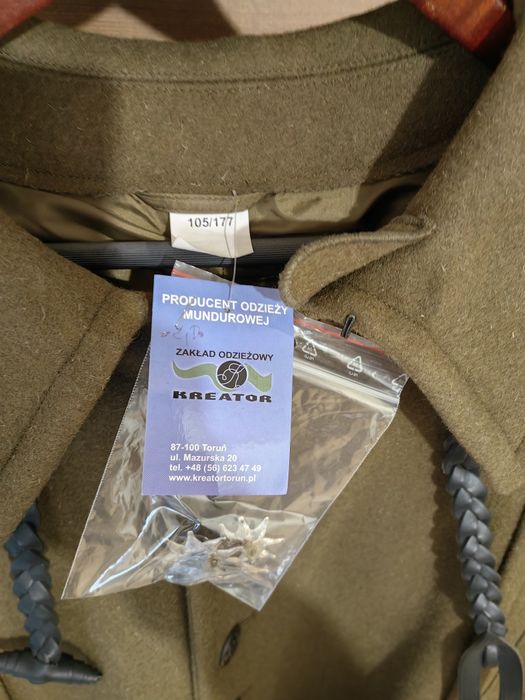 105/177
PRODUCENT ODZIEŻY
MUNDUROWEJ
ZAKŁAD ODZIEŻOWY
KREATOR
87-100 Toruń
ul. Mazurska 20
tel. +48 (56) 623 47 49
www.kreatortorun.pl